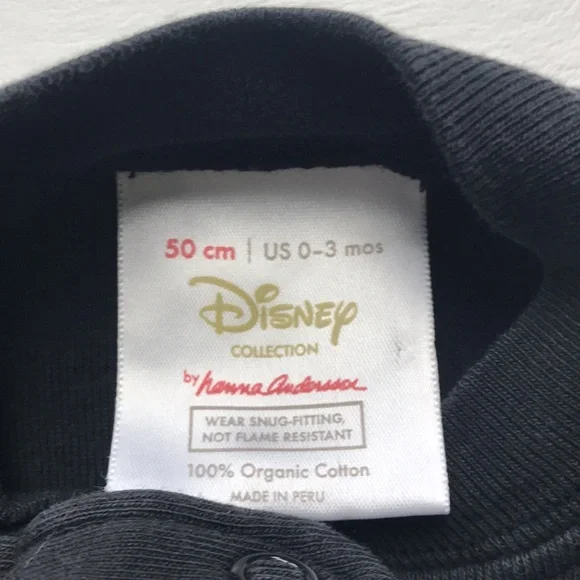 50 cm | US 0-3 mos
Disney
COLLECTION
by hanna andersson
WEAR SNUG-FITTING,
NOT FLAME RESISTANT
100% Organic Cotton
MADE IN PERU